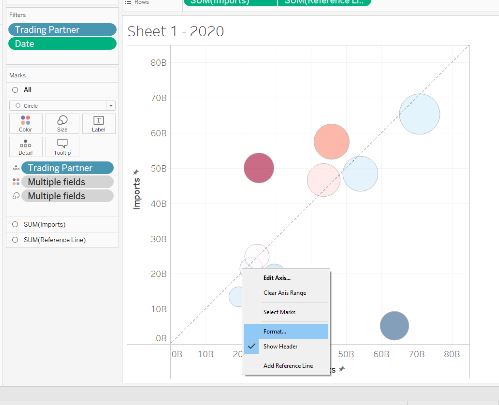 Filters
Trading Partner
Date
Marks
All
Circle
Color Size Label
Detail Tooltip
Trading Partner
Multiple fields
Multiple fields
SUM(Imports)
SUM(Reference Line)
Rows SUM(Imports) SUM(Reference Li..
Sheet 1 - 2020
80B
70B
60B
50B
40B
30B
20B
10B
0B
Imports
0B 10B 50B 60B 70B 80B
Edit Axis...
Clear Axis Range
Select Marks
Format...
Show Header
Add Reference Line